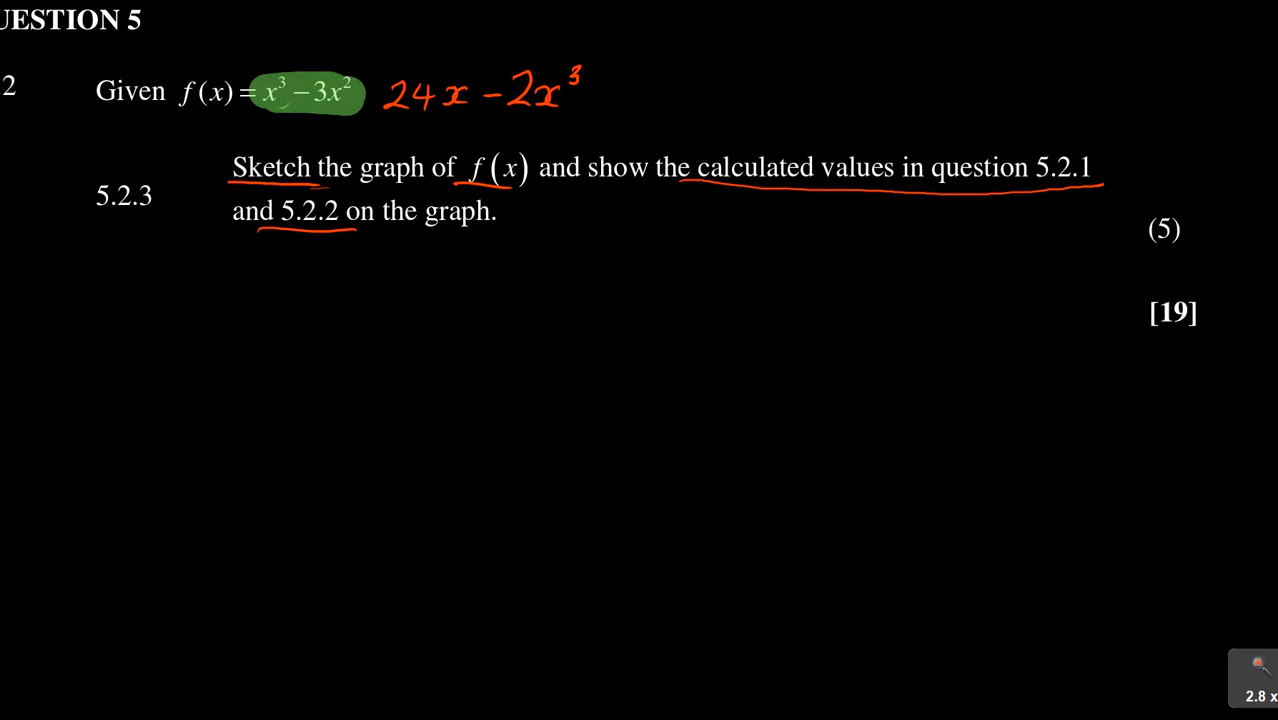 UESTION 5
.2 Given f(x) = x³ − 3x² 24x − 2x³
5.2.3 Sketch the graph of f(x) and show the calculated values in question 5.2.1
and 5.2.2 on the graph.
(5)
[19]
2.8 x